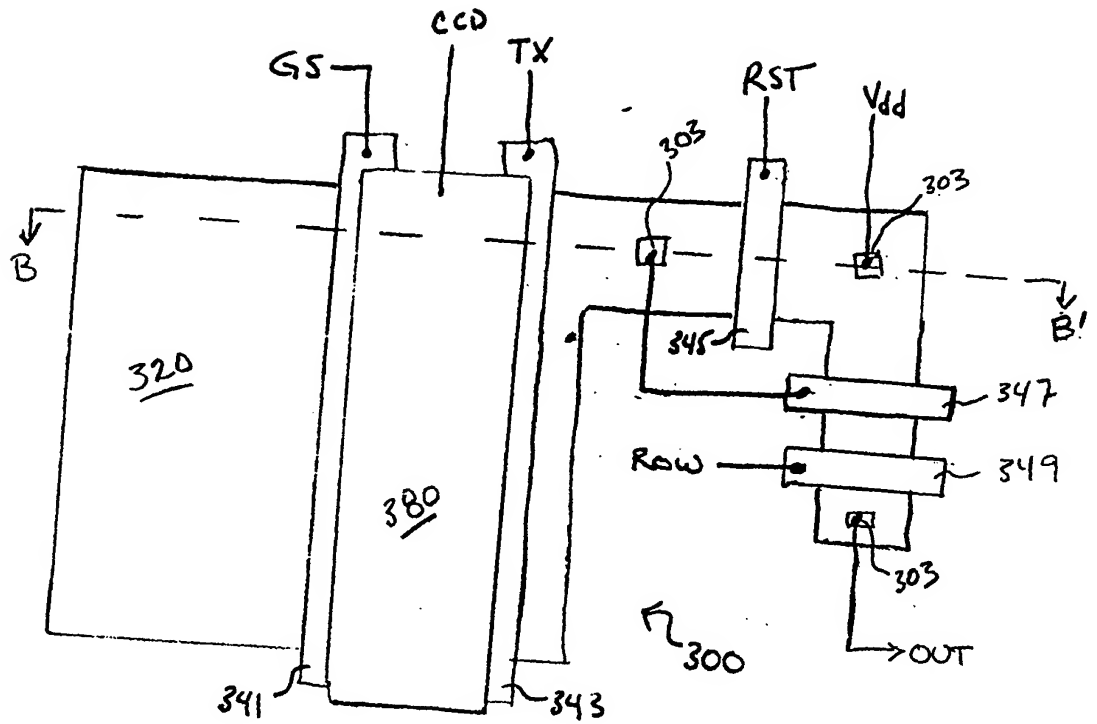 CCD
GS
TX
RST
Vdd
303
303
B
B'
320
345
347
380
ROW
349
303
300
OUT
341
343